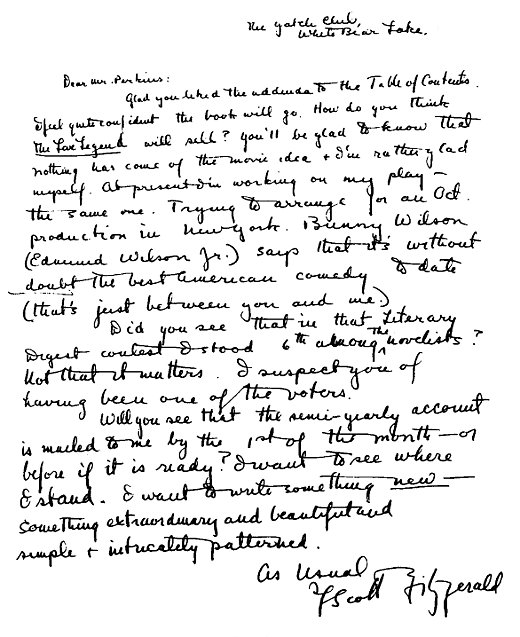 The Yatch Club,
White Bear Lake.
Dear Mr. Perkins:
Glad you liked the addenda to the Table of Contents.
I feel quite confident the book will go. How do you think
The Love Legend will sell? You'll be glad to know that
nothing has come of the movie idea + I'm rather glad
myself. At present I'm working on my play —
the same one. Trying to arrange for an Oct.
production in New York. Bunny Wilson
(Edmund Wilson Jr.) says that it's without
doubt the best American comedy to date
(that's just between you and me.)
Did you see that in that Literary
Digest contest I stood 6th among the novelists?
Not that it matters. I suspect you of
having been one of the voters.
Will you see that the semi-yearly account
is mailed to me by the 1st of the month — or
before if it is ready? I want to see where
I stand. I want to write something new —
something extraordinary and beautiful and
simple + intricately patterned.
As Usual
F Scott Fitzgerald